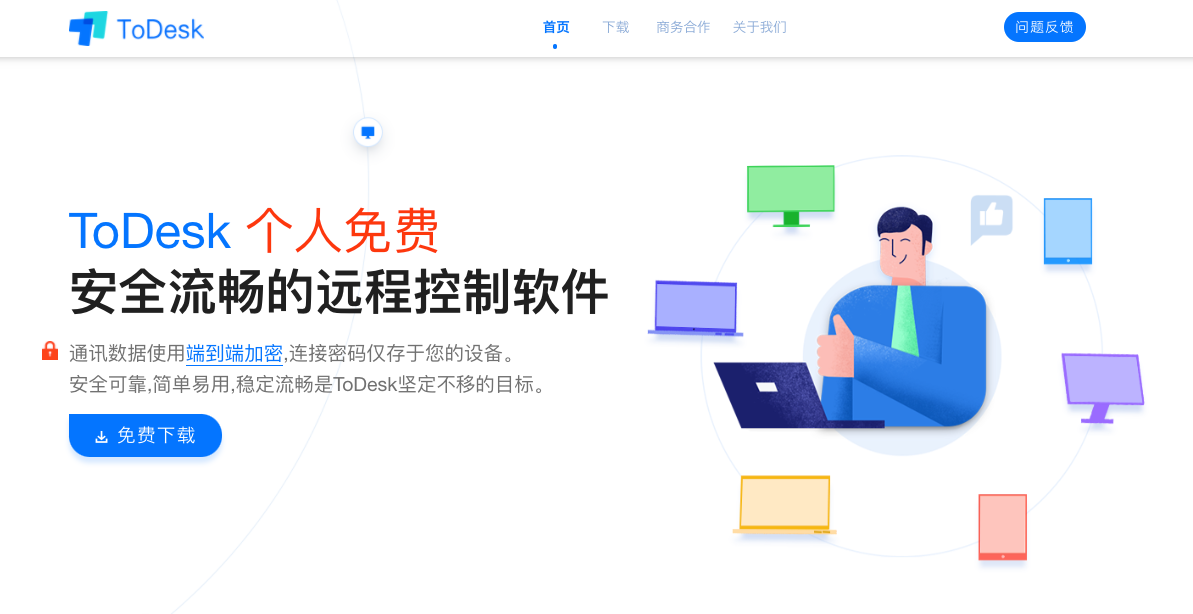 ToDesk
首页 下载 商务合作 关于我们
问题反馈
ToDesk 个人免费
安全流畅的远程控制软件
通讯数据使用端到端加密,连接密码仅存于您的设备。
安全可靠,简单易用,稳定流畅是ToDesk坚定不移的目标。
免费下载